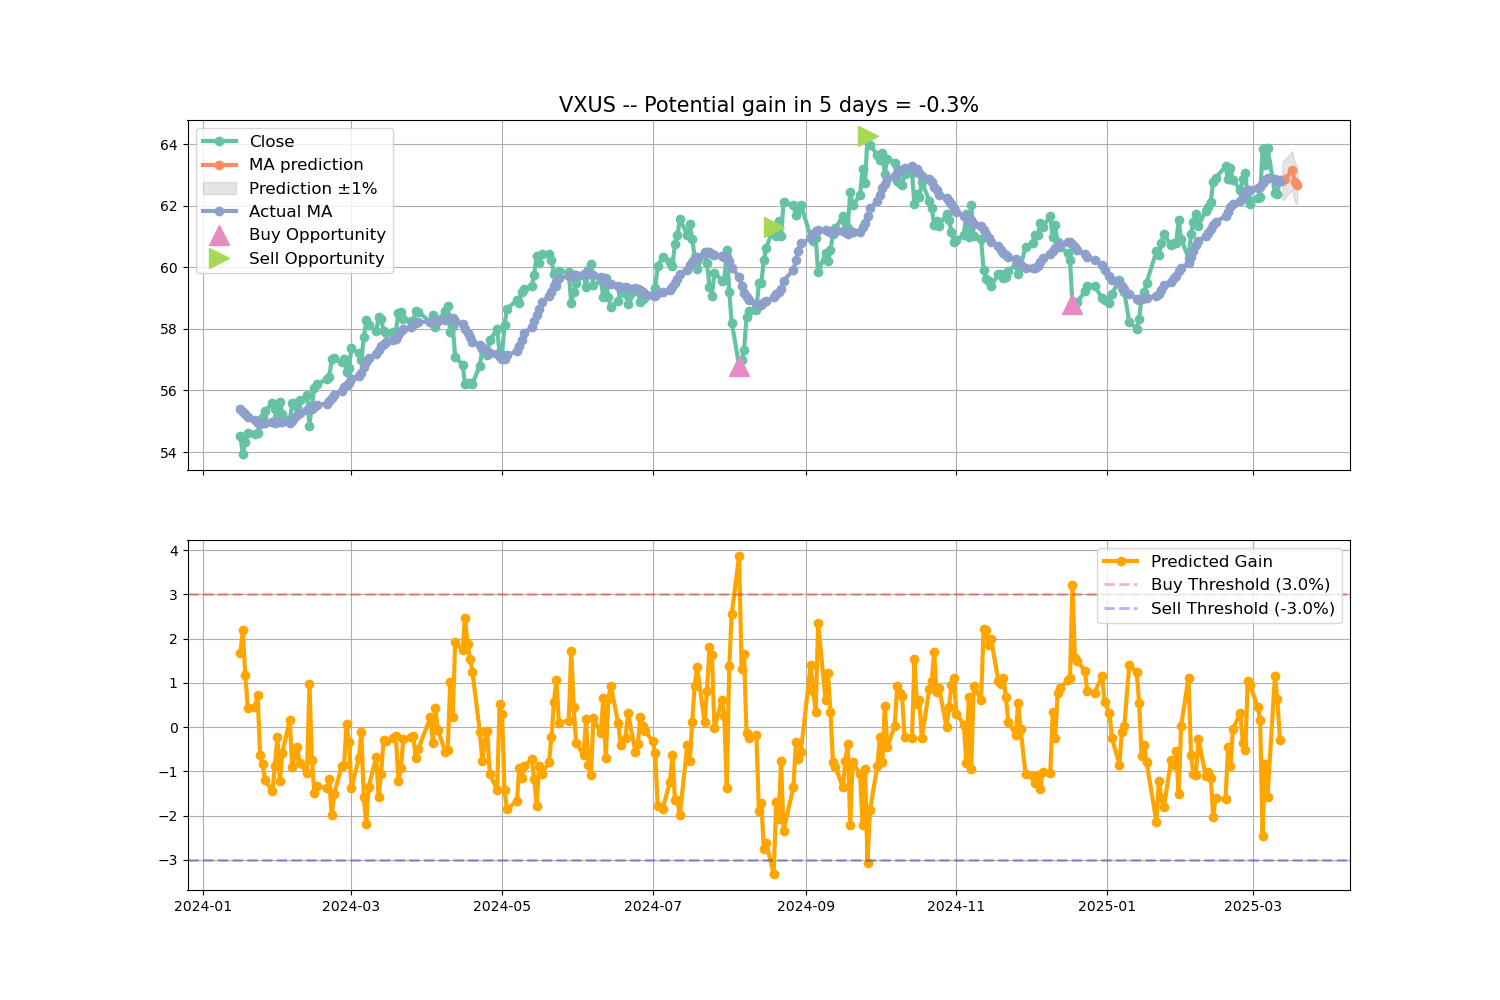 VXUS -- Potential gain in 5 days = -0.3%
Close
MA prediction
Prediction ±1%
Actual MA
Buy Opportunity
Sell Opportunity
64
62
60
58
56
54
Predicted Gain
Buy Threshold (3.0%)
Sell Threshold (-3.0%)
4
3
2
1
0
−1
−2
−3
2024-01 2024-03 2024-05 2024-07 2024-09 2024-11 2025-01 2025-03